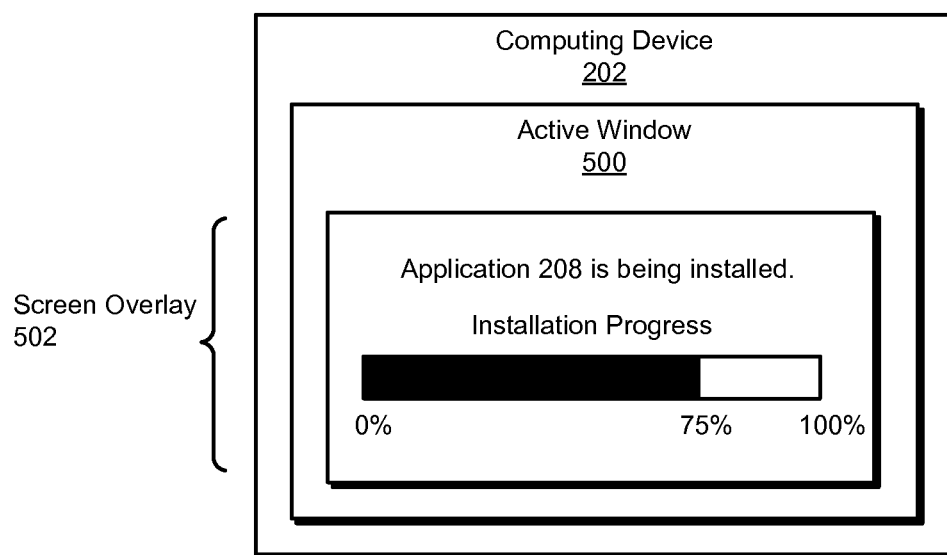 Computing Device
202
Active Window
500
Application 208 is being installed.
Installation Progress
0% 75% 100%
Screen Overlay
502